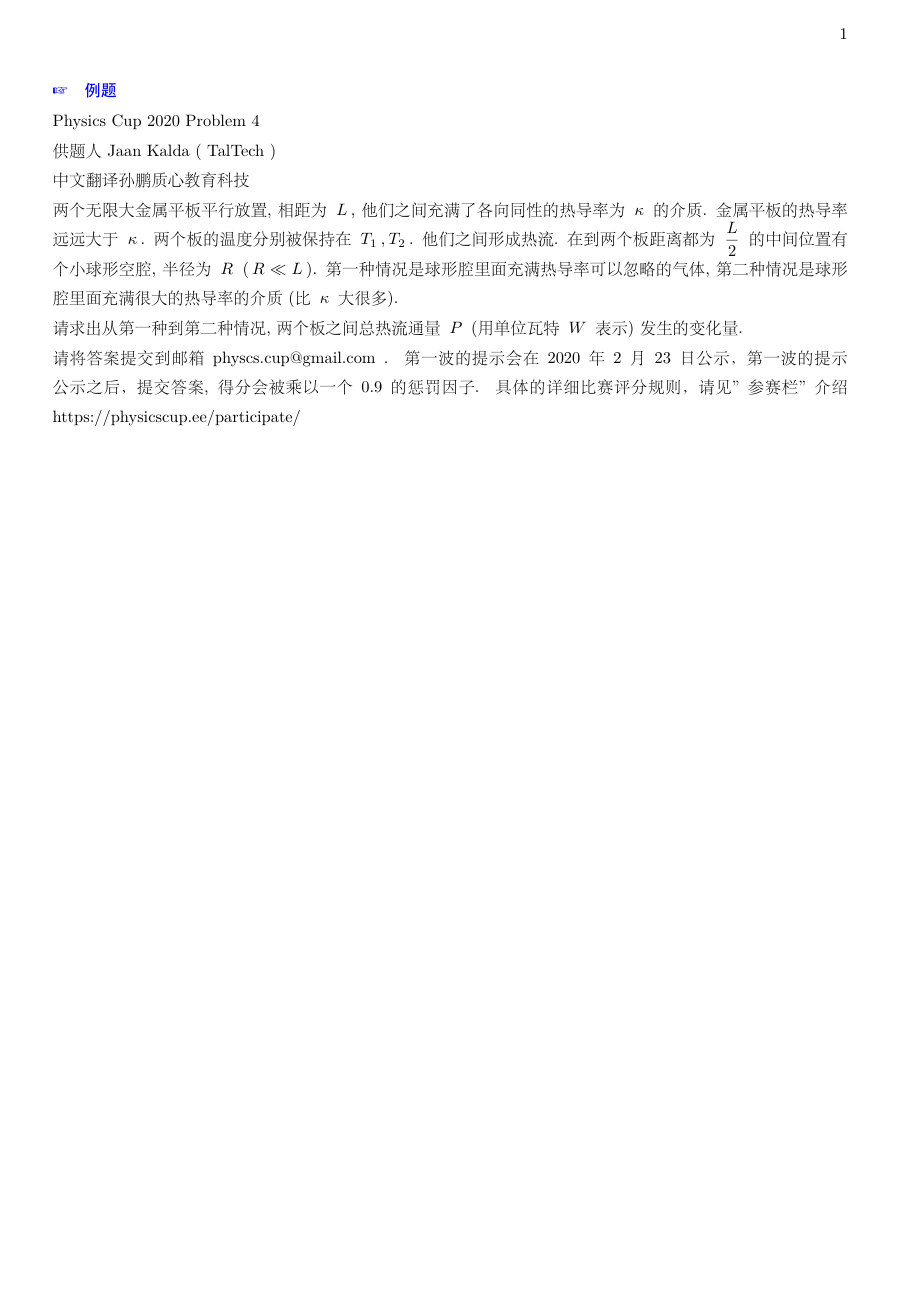 1
☞ 例题
Physics Cup 2020 Problem 4
供题人 Jaan Kalda ( TalTech )
中文翻译孙鹏质心教育科技
两个无限大金属平板平行放置, 相距为 L , 他们之间充满了各向同性的热导率为 κ 的介质. 金属平板的热导率
远远大于 κ . 两个板的温度分别被保持在 T₁ , T₂ . 他们之间形成热流. 在到两个板距离都为 L/2 的中间位置有
个小球形空腔, 半径为 R ( R ≪ L ). 第一种情况是球形腔里面充满热导率可以忽略的气体, 第二种情况是球形
腔里面充满很大的热导率的介质 (比 κ 大很多).
请求出从第一种到第二种情况, 两个板之间总热流通量 P (用单位瓦特 W 表示) 发生的变化量.
请将答案提交到邮箱 physcs.cup@gmail.com . 第一波的提示会在 2020 年 2 月 23 日公示，第一波的提示
公示之后，提交答案, 得分会被乘以一个 0.9 的惩罚因子. 具体的详细比赛评分规则，请见” 参赛栏” 介绍
https://physicscup.ee/participate/